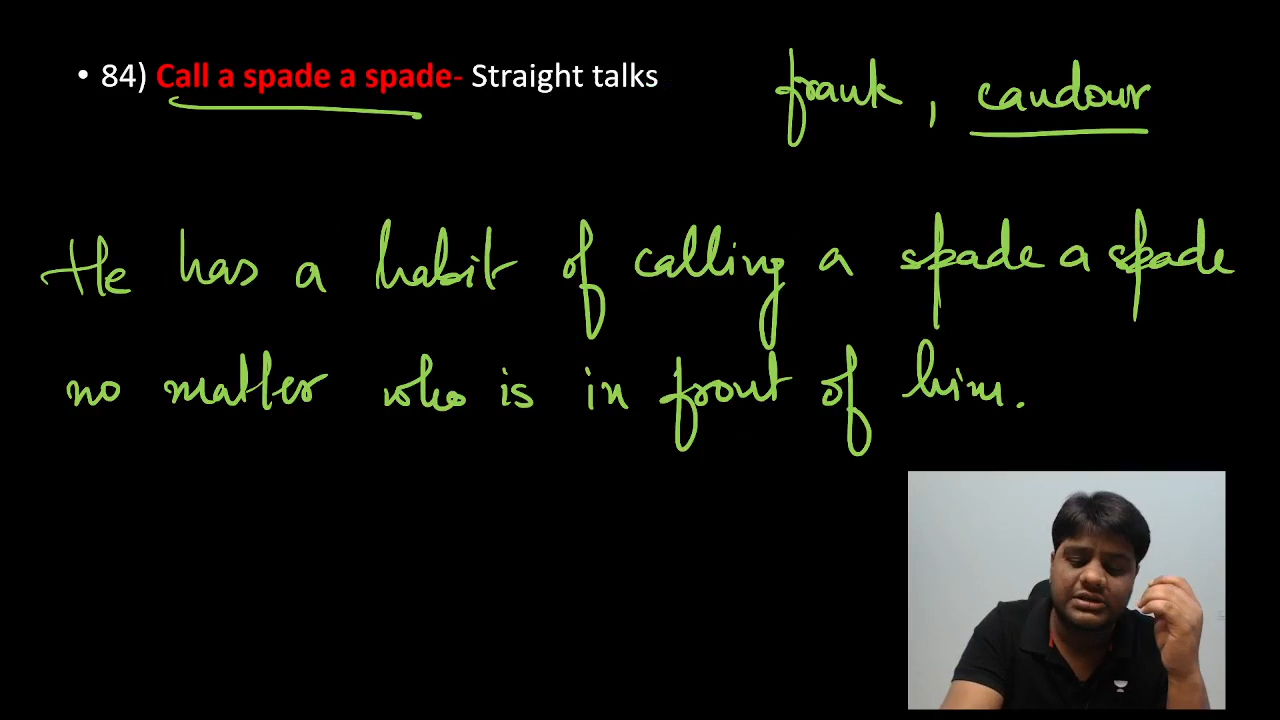 • 84) Call a spade a spade- Straight talks
frank, candour
He has a habit of calling a spade a spade
no matter who is in front of him.